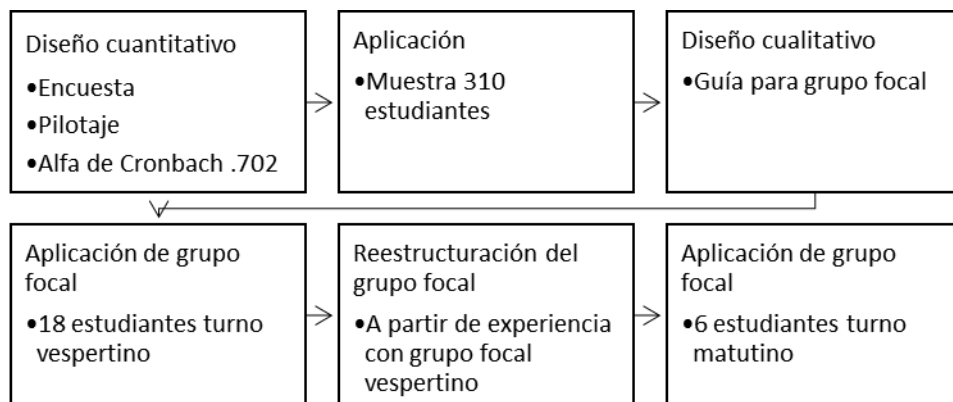 Diseño cuantitativo
•Encuesta
•Pilotaje
•Alfa de Cronbach .702
Aplicación
•Muestra 310
estudiantes
Diseño cualitativo
•Guía para grupo focal
Aplicación de grupo
focal
•18 estudiantes turno
vespertino
Reestructuración del
grupo focal
•A partir de experiencia
con grupo focal
vespertino
Aplicación de grupo
focal
•6 estudiantes turno
matutino